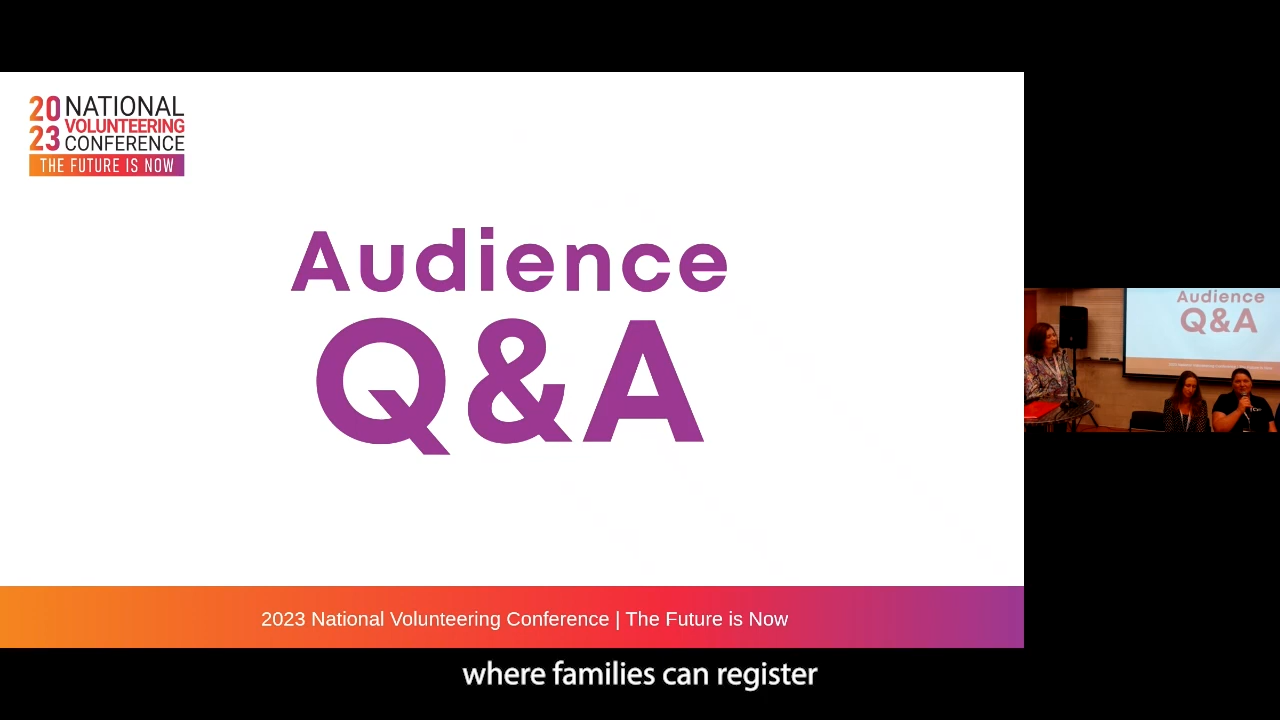 20 NATIONAL
VOLUNTEERING
23 CONFERENCE
THE FUTURE IS NOW
Audience
Q&A
2023 National Volunteering Conference | The Future is Now
where families can register
Audience
Q&A